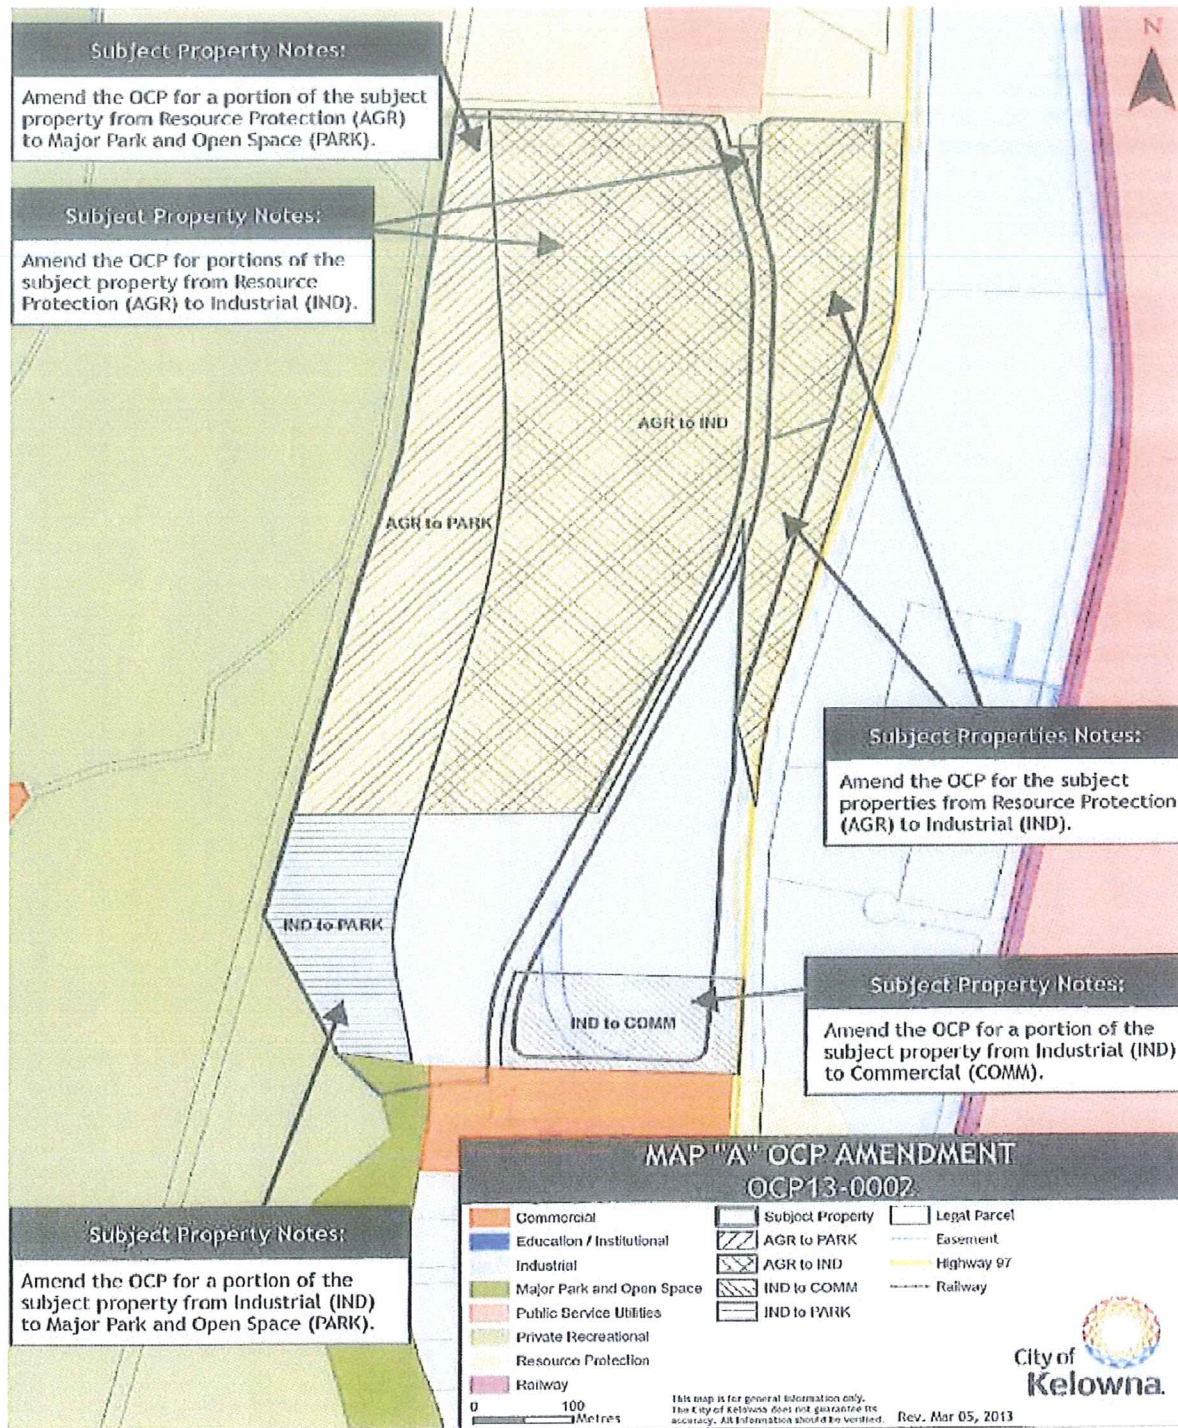 N
Subject Property Notes:
Amend the OCP for a portion of the subject
property from Resource Protection (AGR)
to Major Park and Open Space (PARK).
Subject Property Notes:
Amend the OCP for portions of the
subject property from Resource
Protection (AGR) to Industrial (IND).
AGR to IND
AGR to PARK
Subject Properties Notes:
Amend the OCP for the subject
properties from Resource Protection
(AGR) to Industrial (IND).
IND to PARK
IND to COMM
Subject Property Notes:
Amend the OCP for a portion of the
subject property from Industrial (IND)
to Commercial (COMM).
Subject Property Notes:
Amend the OCP for a portion of the
subject property from Industrial (IND)
to Major Park and Open Space (PARK).
MAP "A" OCP AMENDMENT
OCP13-0002
Commercial
Education / Institutional
Industrial
Major Park and Open Space
Public Service Utilities
Private Recreational
Resource Protection
Railway
Subject Property
AGR to PARK
AGR to IND
IND to COMM
IND to PARK
Legal Parcel
Easement
Highway 97
Railway
0 100
Metres
This map is for general information only.
The City of Kelowna does not guarantee its
accuracy. All information should be verified.
Rev. Mar 05, 2013
City of
Kelowna